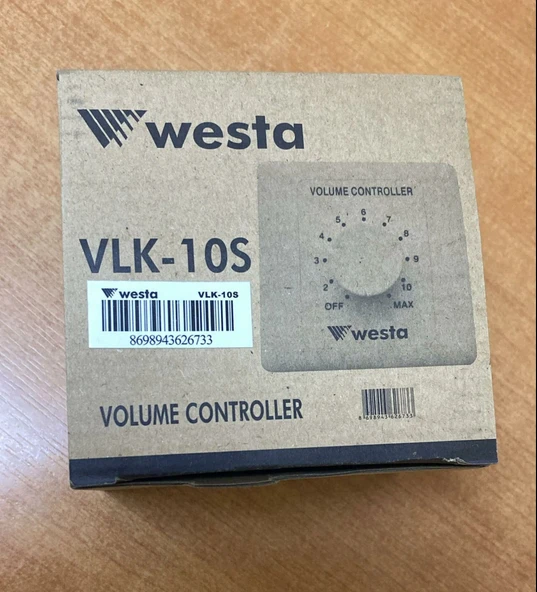 westa
VOLUME CONTROLLER
6
5 7
4 8
3 9
2 10
OFF MAX
westa
VLK-10S
westa VLK-10S
8698943626733
VOLUME CONTROLLER
8698943626733